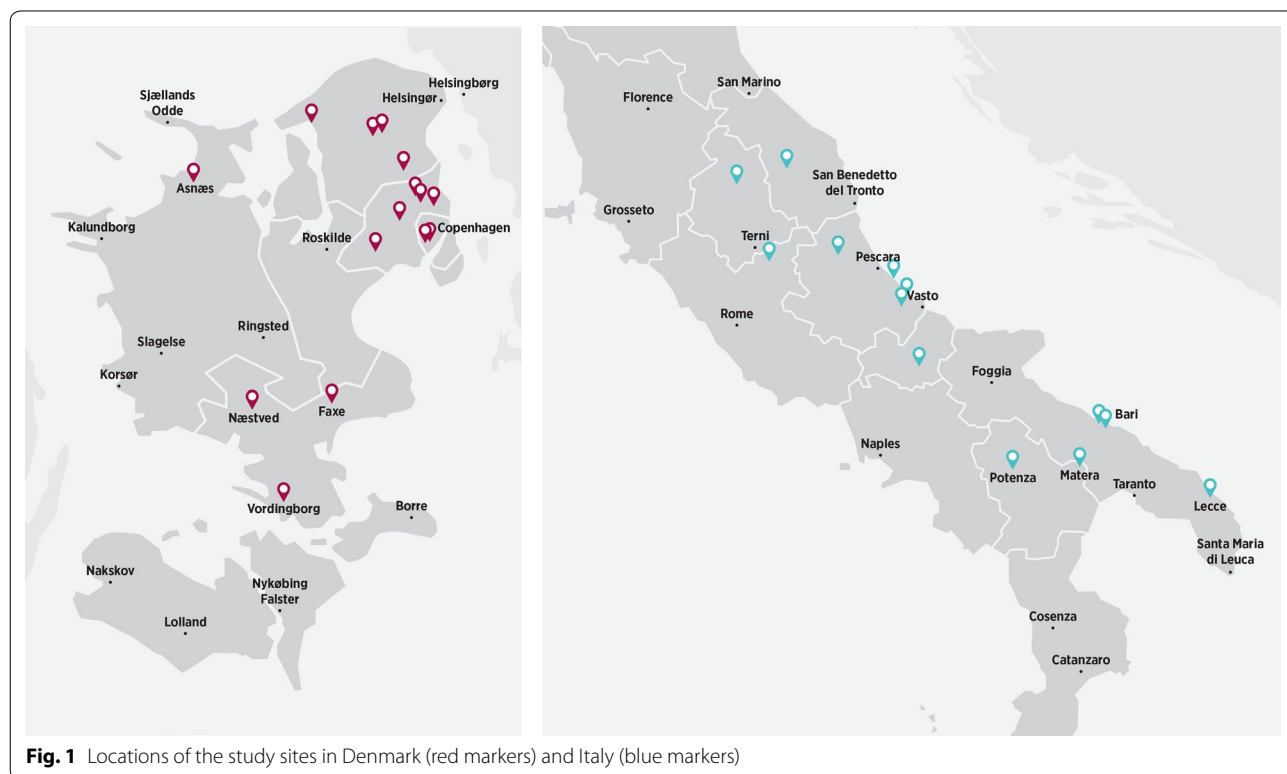 Helsingbørg
Helsingør
Sjællands
Odde
Asnæs
Kalundborg
Roskilde
Copenhagen
Ringsted
Slagelse
Korsør
Næstved
Faxe
Vordingborg
Borre
Nakskov
Nykøbing
Falster
Lolland
San Marino
Florence
San Benedetto
del Tronto
Grosseto
Terni
Pescara
Vasto
Rome
Foggia
Bari
Naples
Potenza
Matera
Taranto
Lecce
Santa Maria
di Leuca
Cosenza
Catanzaro
Fig. 1 Locations of the study sites in Denmark (red markers) and Italy (blue markers)